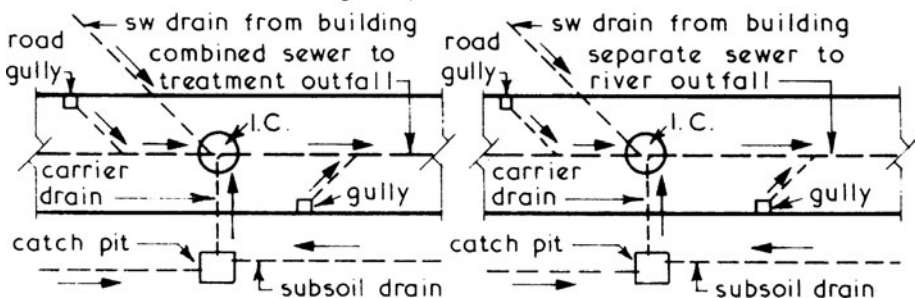 sw drain from building
combined sewer to
treatment outfall
road
gully
I.C.
carrier
drain
gully
catch pit
subsoil drain
sw drain from building
separate sewer to
river outfall
road
gully
I.C.
carrier
drain
gully
catch pit
subsoil drain